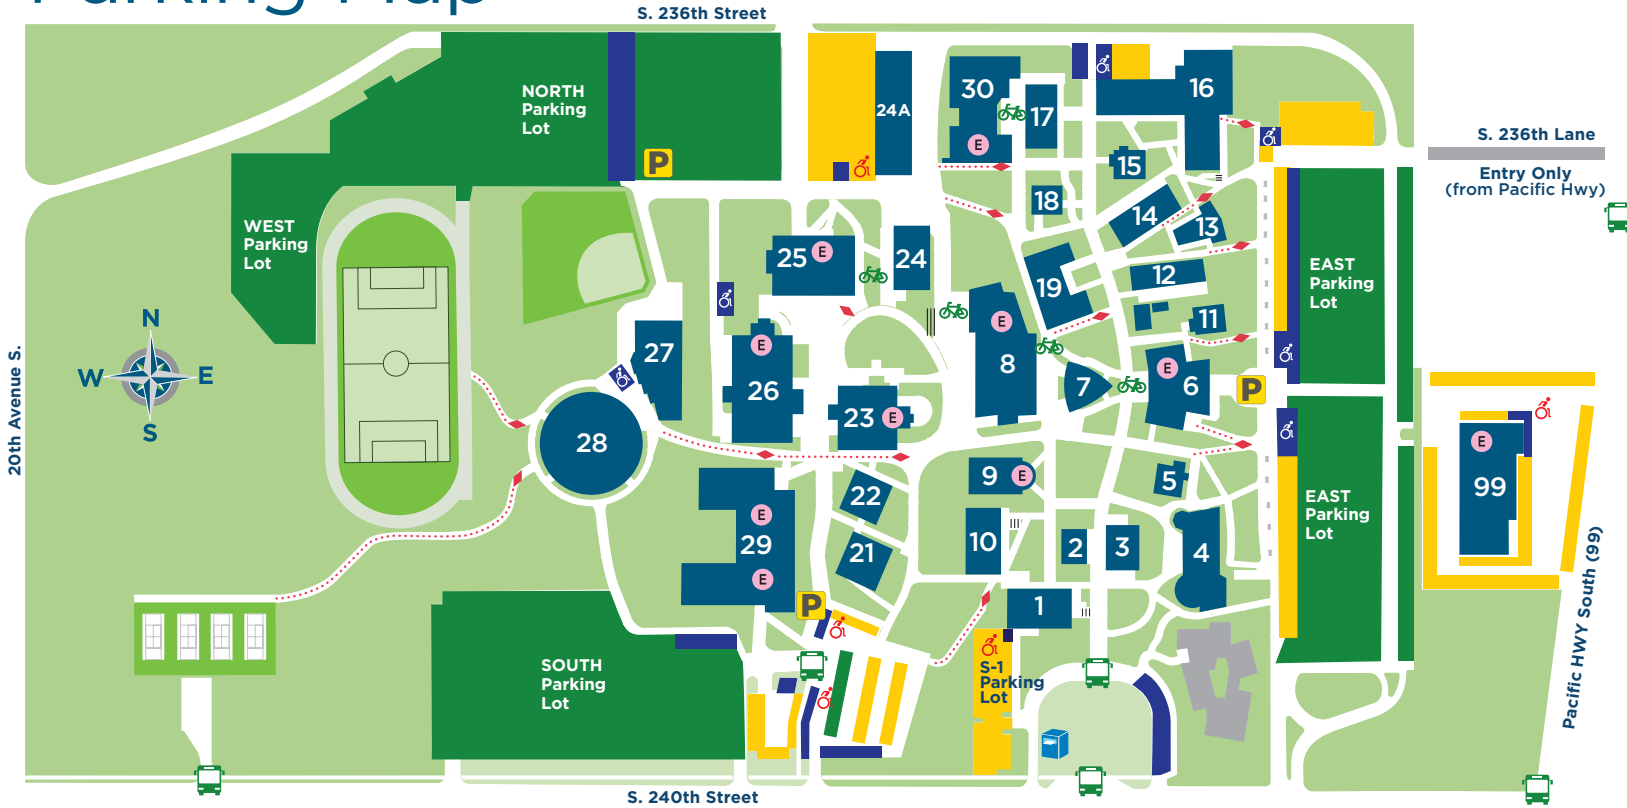 Parking Map
S. 236th Street
NORTH
Parking
Lot
P
24A
30
E
17
16
15
S. 236th Lane
Entry Only
(from Pacific Hwy)
18
14
13
WEST
Parking
Lot
25
E
24
19
12
11
EAST
Parking
Lot
20th Avenue S.
N
W
E
S
27
E
26
23
E
E
8
7
E
6
P
28
9
E
5
22
E
29
E
21
10
2
3
4
EAST
Parking
Lot
E
99
P
1
SOUTH
Parking
Lot
S-1
Parking
Lot
Pacific HWY South (99)
S. 240th Street